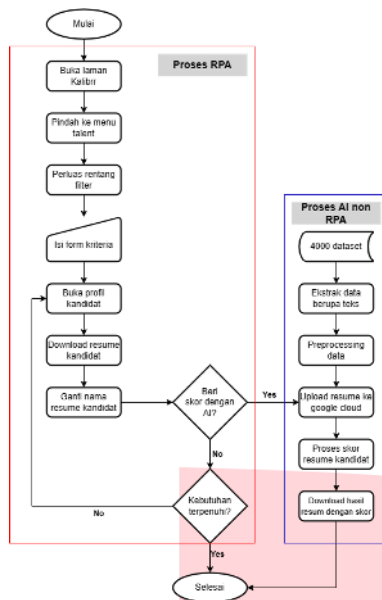 Mulai
Proses RPA
Buka laman
Kalibrr
Pindah ke menu
talent
Perluas rentang
filter
Isi form kriteria
Buka profil
kandidat
Download resume
kandidat
Ganti nama
resume kandidat
Beri
skor dengan
AI?
Yes
No
Kebutuhan
terpenuhi?
No
Yes
Selesai
Proses AI non
RPA
4000 dataset
Ekstrak data
berupa teks
Preprocessing
data
Upload resume ke
google cloud
Proses skor
resume kandidat
Download hasil
resum dengan skor